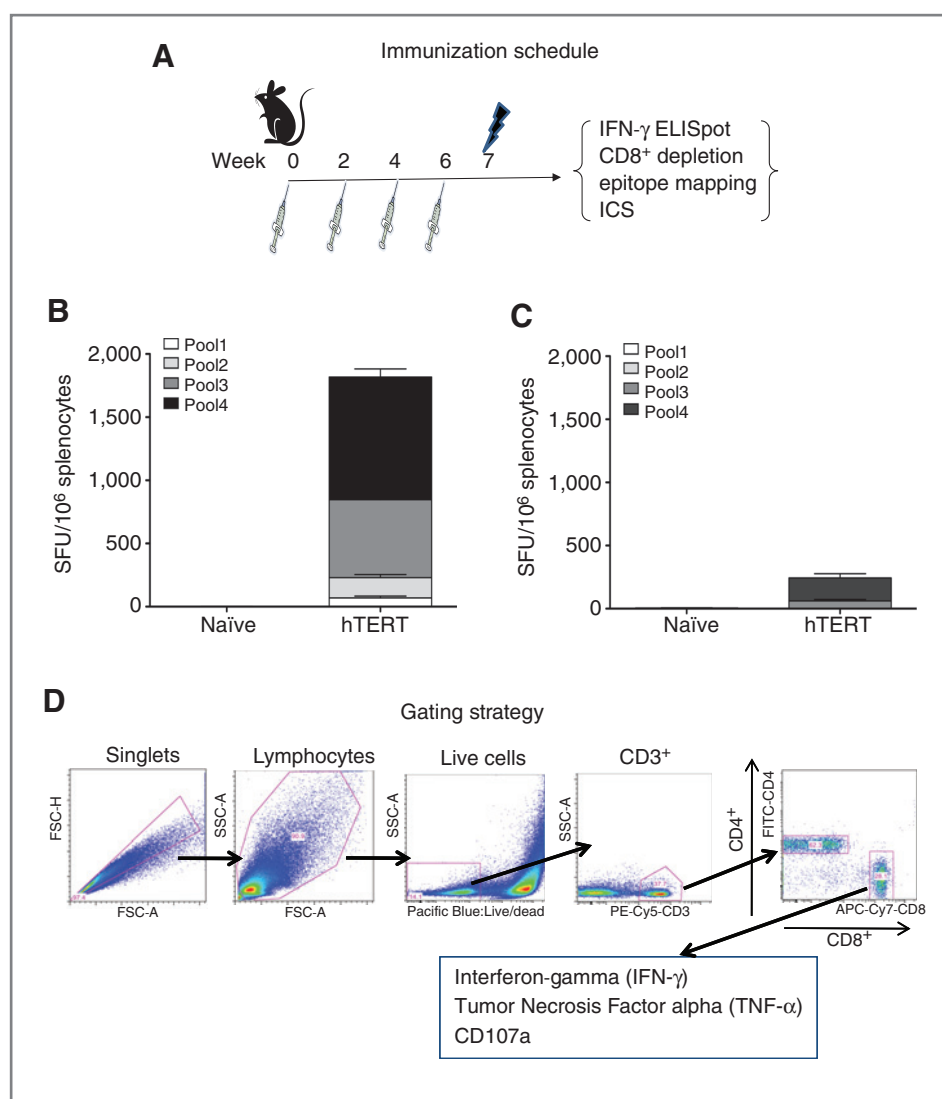 A
Immunization schedule
Week 0 2 4 6 7
IFN-γ ELISpot
CD8⁺ depletion
epitope mapping
ICS
B
Pool1
Pool2
Pool3
Pool4
SFU/10⁶ splenocytes
2,000
1,500
1,000
500
0
Naïve hTERT
C
Pool1
Pool2
Pool3
Pool4
SFU/10⁶ splenocytes
2,000
1,500
1,000
500
0
Naïve hTERT
D
Gating strategy
Singlets
FSC-H
FSC-A
Lymphocytes
SSC-A
FSC-A
Live cells
SSC-A
Pacific Blue:Live/dead
CD3⁺
SSC-A
PE-Cy5-CD3
CD4⁺
FITC-CD4
APC-Cy7-CD8
CD8⁺
Interferon-gamma (IFN-γ)
Tumor Necrosis Factor alpha (TNF-α)
CD107a